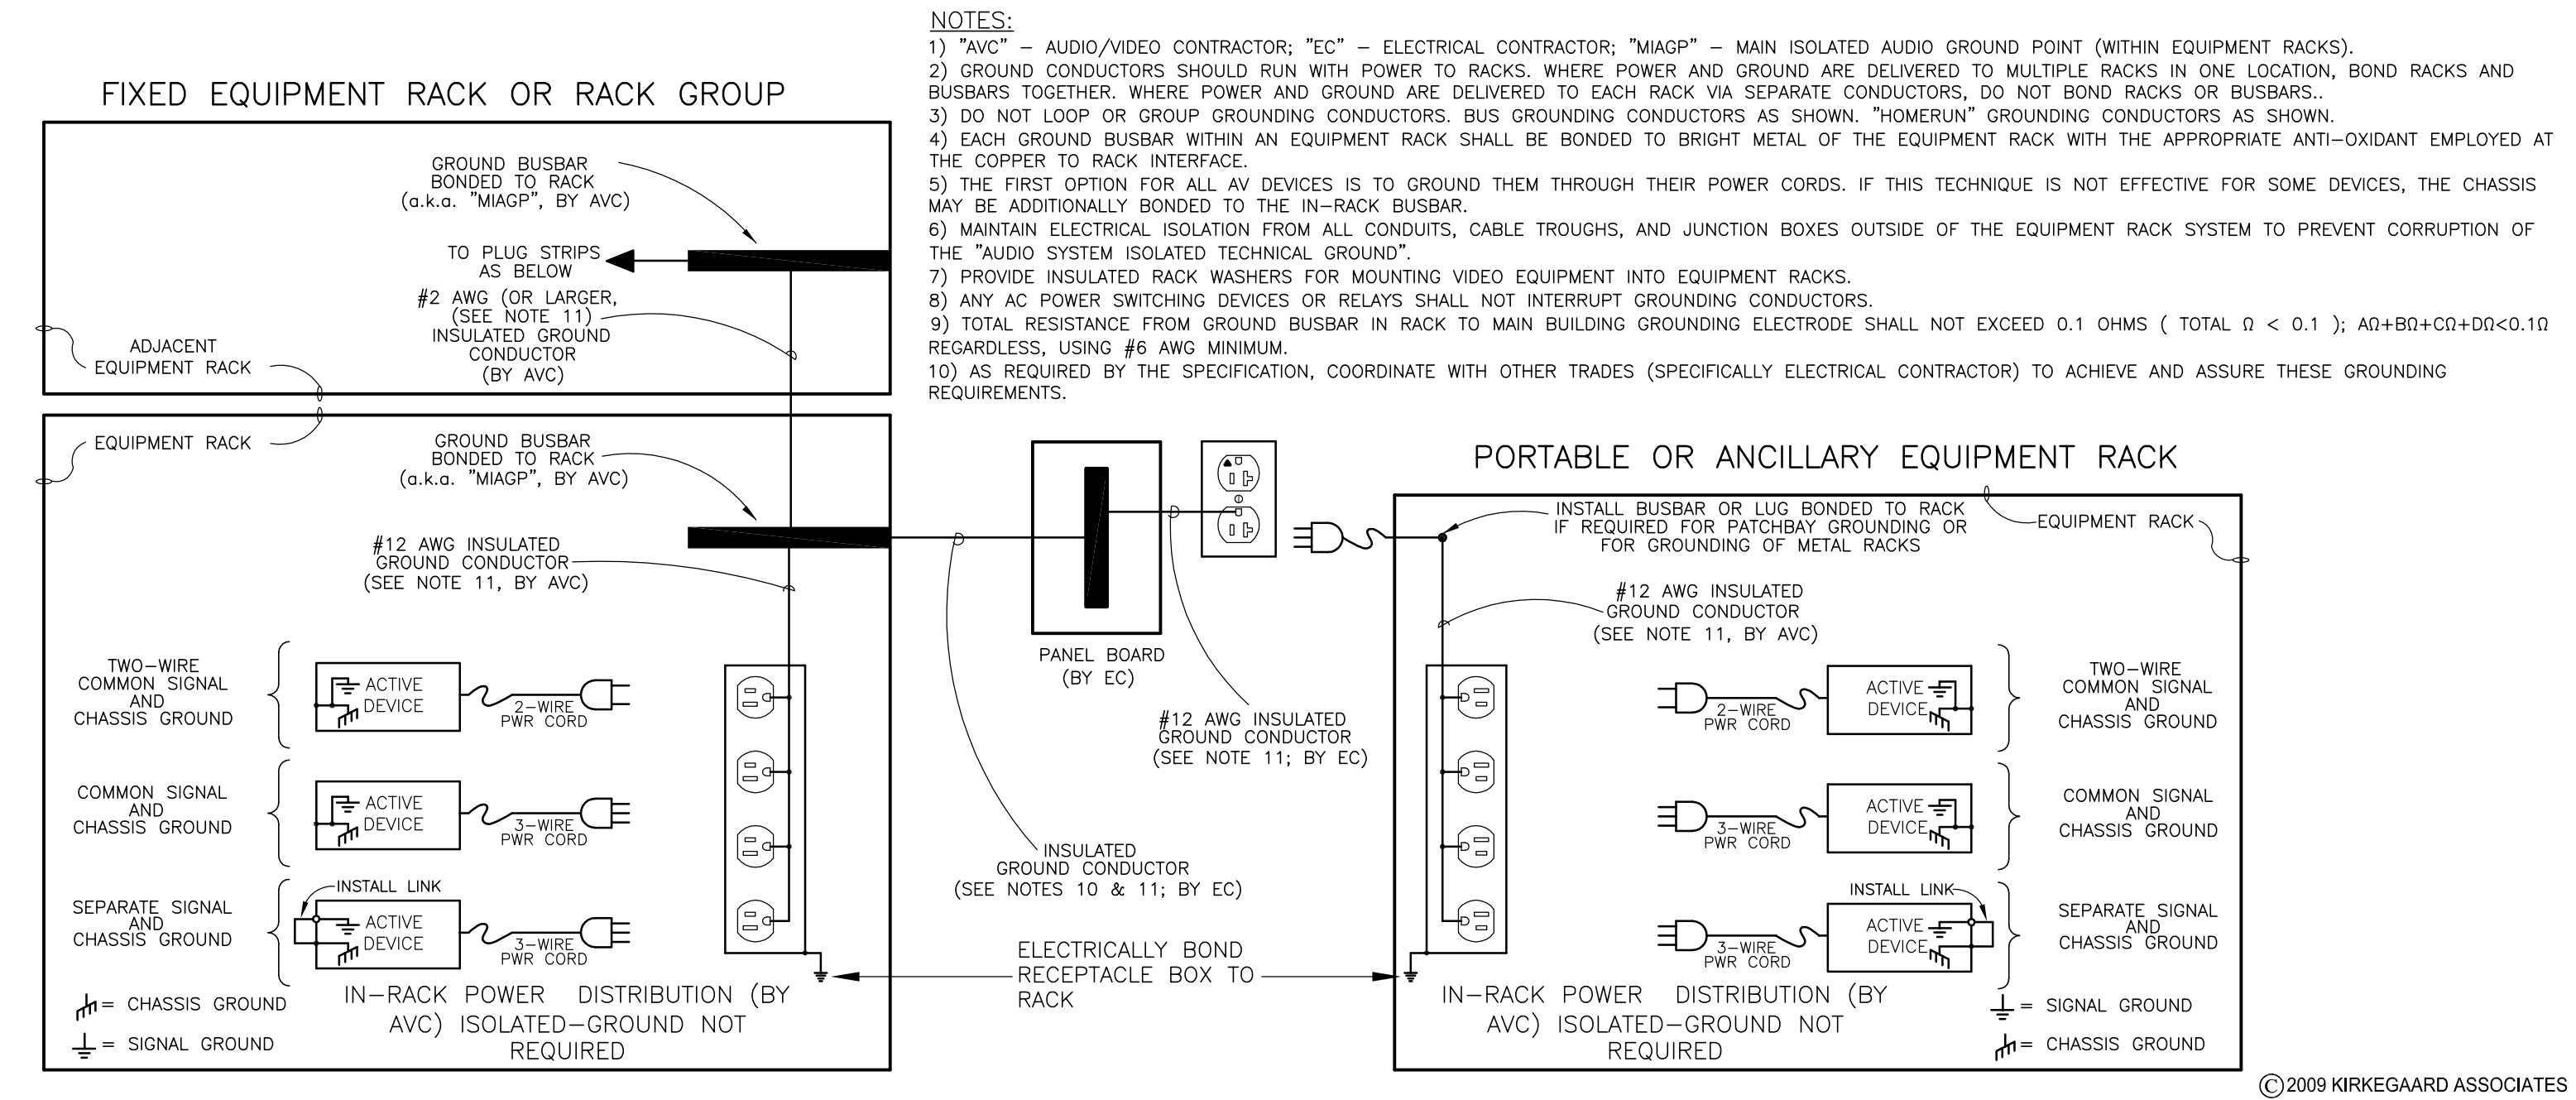 NOTES:
1) "AVC" – AUDIO/VIDEO CONTRACTOR; "EC" – ELECTRICAL CONTRACTOR; "MIAGP" – MAIN ISOLATED AUDIO GROUND POINT (WITHIN EQUIPMENT RACKS).
2) GROUND CONDUCTORS SHOULD RUN WITH POWER TO RACKS. WHERE POWER AND GROUND ARE DELIVERED TO MULTIPLE RACKS IN ONE LOCATION, BOND RACKS AND
BUSBARS TOGETHER. WHERE POWER AND GROUND ARE DELIVERED TO EACH RACK VIA SEPARATE CONDUCTORS, DO NOT BOND RACKS OR BUSBARS..
3) DO NOT LOOP OR GROUP GROUNDING CONDUCTORS. BUS GROUNDING CONDUCTORS AS SHOWN. "HOMERUN" GROUNDING CONDUCTORS AS SHOWN.
4) EACH GROUND BUSBAR WITHIN AN EQUIPMENT RACK SHALL BE BONDED TO BRIGHT METAL OF THE EQUIPMENT RACK WITH THE APPROPRIATE ANTI–OXIDANT EMPLOYED AT
THE COPPER TO RACK INTERFACE.
5) THE FIRST OPTION FOR ALL AV DEVICES IS TO GROUND THEM THROUGH THEIR POWER CORDS. IF THIS TECHNIQUE IS NOT EFFECTIVE FOR SOME DEVICES, THE CHASSIS
MAY BE ADDITIONALLY BONDED TO THE IN-RACK BUSBAR.
6) MAINTAIN ELECTRICAL ISOLATION FROM ALL CONDUITS, CABLE TROUGHS, AND JUNCTION BOXES OUTSIDE OF THE EQUIPMENT RACK SYSTEM TO PREVENT CORRUPTION OF
THE "AUDIO SYSTEM ISOLATED TECHNICAL GROUND".
7) PROVIDE INSULATED RACK WASHERS FOR MOUNTING VIDEO EQUIPMENT INTO EQUIPMENT RACKS.
8) ANY AC POWER SWITCHING DEVICES OR RELAYS SHALL NOT INTERRUPT GROUNDING CONDUCTORS.
9) TOTAL RESISTANCE FROM GROUND BUSBAR IN RACK TO MAIN BUILDING GROUNDING ELECTRODE SHALL NOT EXCEED 0.1 OHMS ( TOTAL Ω < 0.1 ); AΩ+BΩ+CΩ+DΩ<0.1Ω
REGARDLESS, USING #6 AWG MINIMUM.
10) AS REQUIRED BY THE SPECIFICATION, COORDINATE WITH OTHER TRADES (SPECIFICALLY ELECTRICAL CONTRACTOR) TO ACHIEVE AND ASSURE THESE GROUNDING
REQUIREMENTS.
FIXED EQUIPMENT RACK OR RACK GROUP
GROUND BUSBAR
BONDED TO RACK
(a.k.a. "MIAGP", BY AVC)
TO PLUG STRIPS
AS BELOW
#2 AWG (OR LARGER,
(SEE NOTE 11)
INSULATED GROUND
CONDUCTOR
(BY AVC)
ADJACENT
EQUIPMENT RACK
EQUIPMENT RACK
GROUND BUSBAR
BONDED TO RACK
(a.k.a. "MIAGP", BY AVC)
#12 AWG INSULATED
GROUND CONDUCTOR
(SEE NOTE 11, BY AVC)
TWO–WIRE
COMMON SIGNAL
AND
CHASSIS GROUND
ACTIVE
DEVICE
2–WIRE
PWR CORD
COMMON SIGNAL
AND
CHASSIS GROUND
ACTIVE
DEVICE
3–WIRE
PWR CORD
INSTALL LINK
SEPARATE SIGNAL
AND
CHASSIS GROUND
ACTIVE
DEVICE
3–WIRE
PWR CORD
= CHASSIS GROUND
= SIGNAL GROUND
IN–RACK POWER DISTRIBUTION (BY
AVC) ISOLATED–GROUND NOT
REQUIRED
PANEL BOARD
(BY EC)
#12 AWG INSULATED
GROUND CONDUCTOR
(SEE NOTE 11; BY EC)
INSULATED
GROUND CONDUCTOR
(SEE NOTES 10 & 11; BY EC)
ELECTRICALLY BOND
RECEPTACLE BOX TO
RACK
PORTABLE OR ANCILLARY EQUIPMENT RACK
INSTALL BUSBAR OR LUG BONDED TO RACK
IF REQUIRED FOR PATCHBAY GROUNDING OR
FOR GROUNDING OF METAL RACKS
EQUIPMENT RACK
#12 AWG INSULATED
GROUND CONDUCTOR
(SEE NOTE 11, BY AVC)
2–WIRE
PWR CORD
ACTIVE
DEVICE
TWO–WIRE
COMMON SIGNAL
AND
CHASSIS GROUND
3–WIRE
PWR CORD
ACTIVE
DEVICE
COMMON SIGNAL
AND
CHASSIS GROUND
INSTALL LINK
3–WIRE
PWR CORD
ACTIVE
DEVICE
SEPARATE SIGNAL
AND
CHASSIS GROUND
IN–RACK POWER DISTRIBUTION (BY
AVC) ISOLATED–GROUND NOT
REQUIRED
= SIGNAL GROUND
= CHASSIS GROUND
©2009 KIRKEGAARD ASSOCIATES